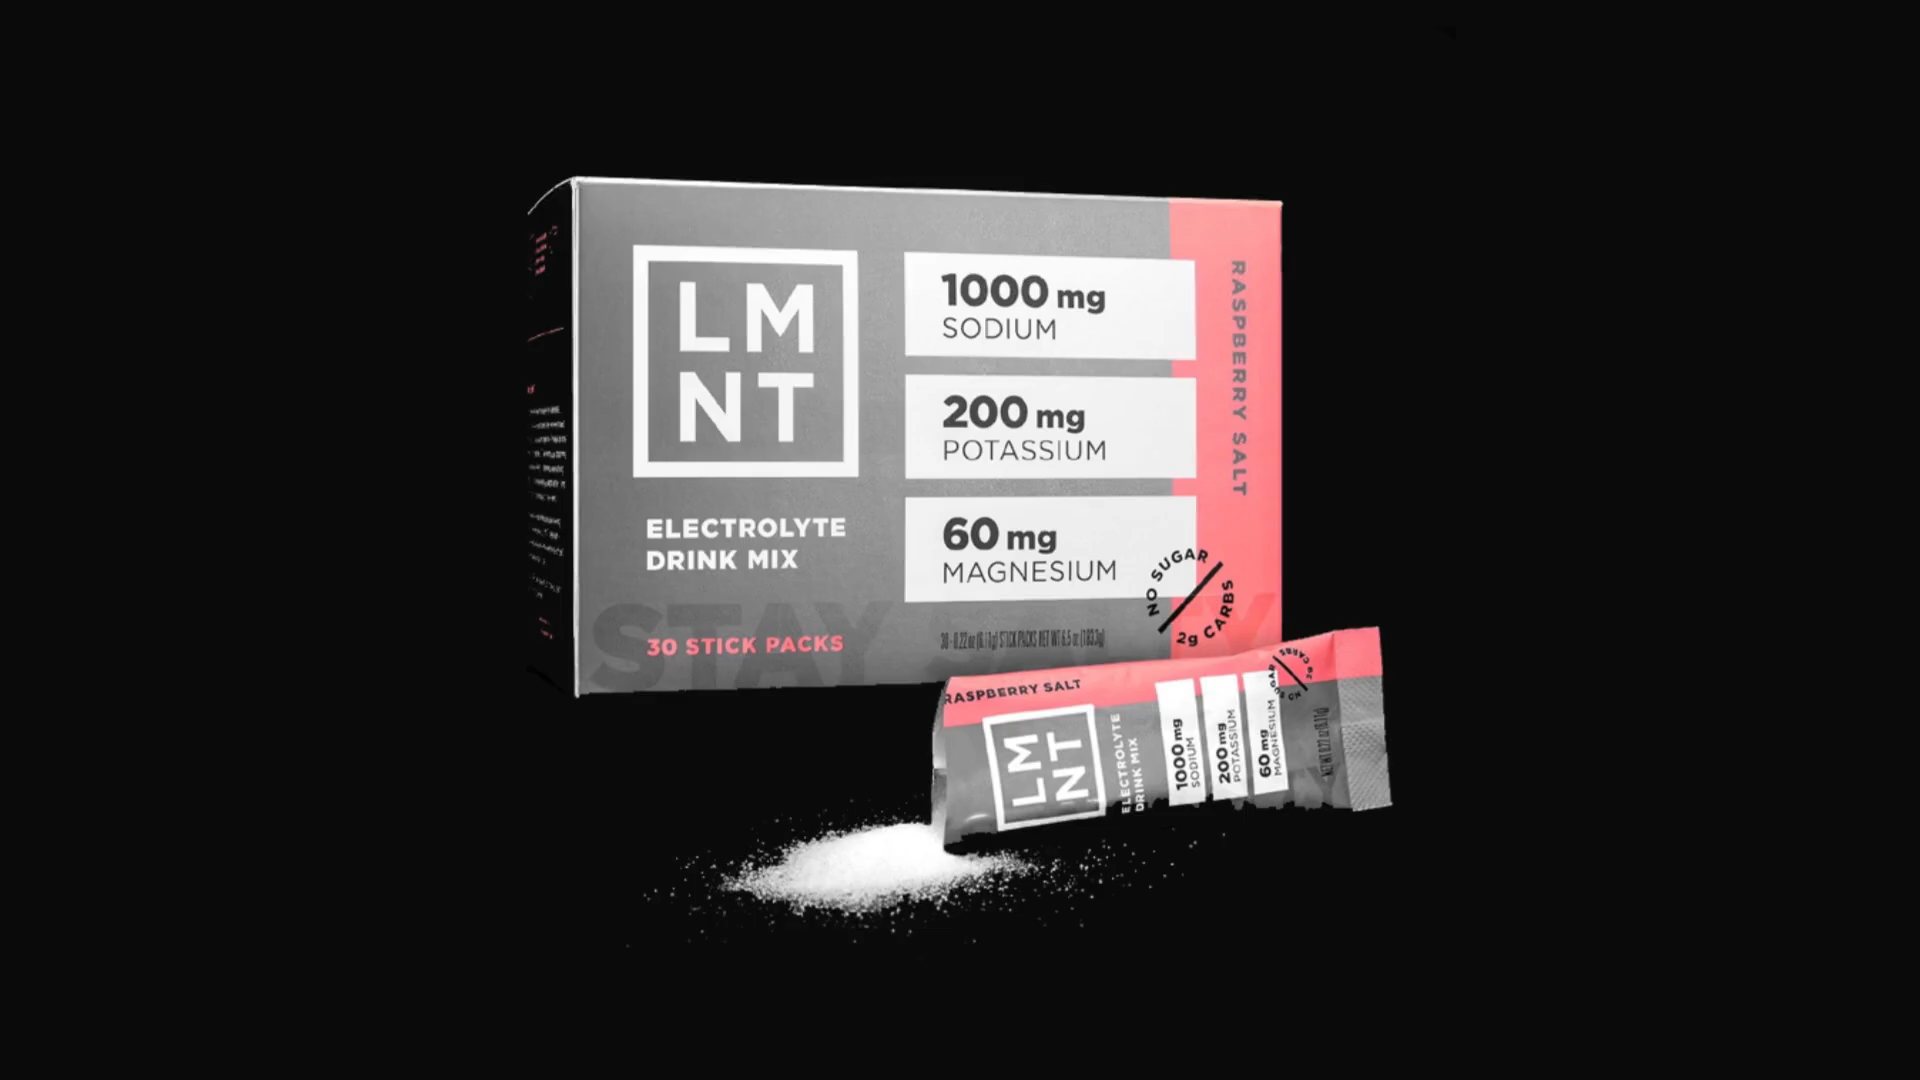 LM
NT
ELECTROLYTE
DRINK MIX
30 STICK PACKS
1000 mg
SODIUM
200 mg
POTASSIUM
60 mg
MAGNESIUM
RASPBERRY SALT
NO SUGAR
2g CARBS
STAY
RASPBERRY SALT
LM
NT
ELECTROLYTE
DRINK MIX
1000 mg
SODIUM
200 mg
POTASSIUM
60 mg
MAGNESIUM